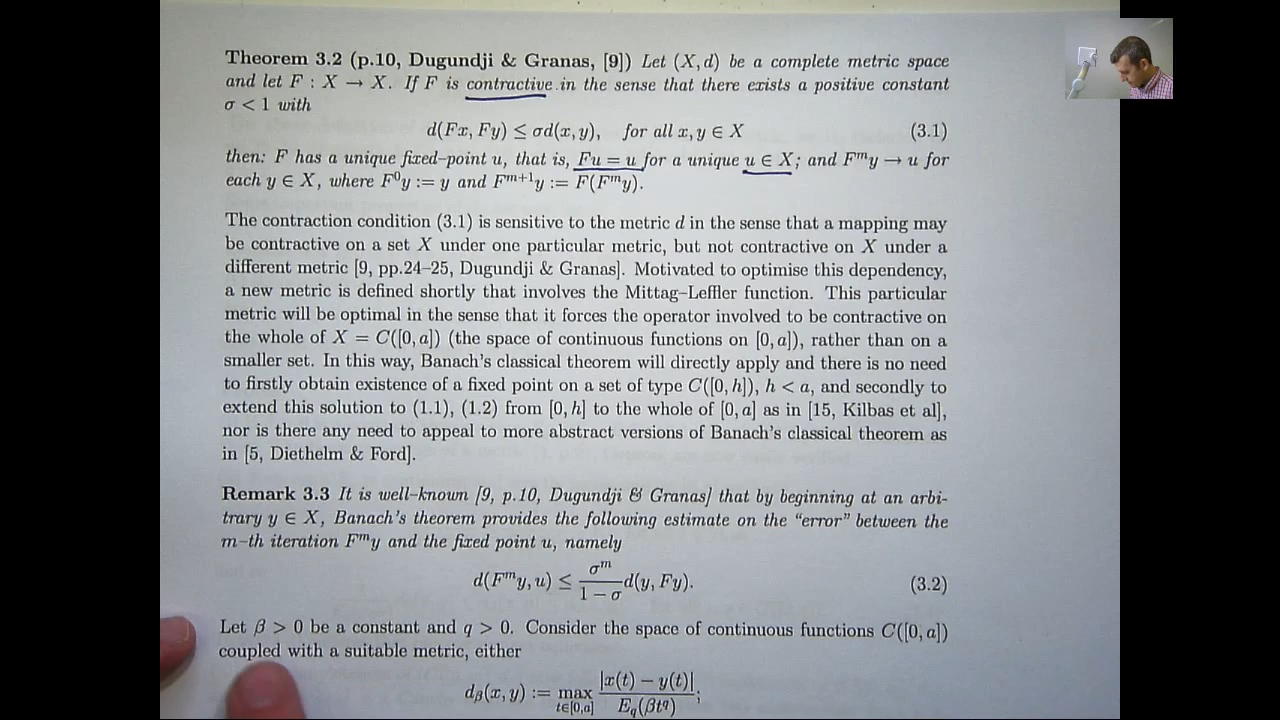 Theorem 3.2 (p.10, Dugundji & Granas, [9]) Let (X, d) be a complete metric space
and let F : X → X. If F is contractive in the sense that there exists a positive constant
σ < 1 with
d(Fx, Fy) ≤ σd(x, y), for all x, y ∈ X (3.1)
then: F has a unique fixed–point u, that is, Fu = u for a unique u ∈ X; and F^m y → u for
each y ∈ X, where F^0 y := y and F^{m+1} y := F(F^m y).
The contraction condition (3.1) is sensitive to the metric d in the sense that a mapping may
be contractive on a set X under one particular metric, but not contractive on X under a
different metric [9, pp.24–25, Dugundji & Granas]. Motivated to optimise this dependency,
a new metric is defined shortly that involves the Mittag–Leffler function. This particular
metric will be optimal in the sense that it forces the operator involved to be contractive on
the whole of X = C([0, a]) (the space of continuous functions on [0, a]), rather than on a
smaller set. In this way, Banach's classical theorem will directly apply and there is no need
to firstly obtain existence of a fixed point on a set of type C([0, h]), h < a, and secondly to
extend this solution to (1.1), (1.2) from [0, h] to the whole of [0, a] as in [15, Kilbas et al],
nor is there any need to appeal to more abstract versions of Banach's classical theorem as
in [5, Diethelm & Ford].
Remark 3.3 It is well–known [9, p.10, Dugundji & Granas] that by beginning at an arbi-
trary y ∈ X, Banach's theorem provides the following estimate on the "error" between the
m–th iteration F^m y and the fixed point u, namely
d(F^m y, u) ≤ σ^m/(1 − σ) d(y, Fy). (3.2)
Let β > 0 be a constant and q > 0. Consider the space of continuous functions C([0, a])
coupled with a suitable metric, either
d_β(x, y) := max_{t∈[0,a]} |x(t) − y(t)|/E_q(βt^q);